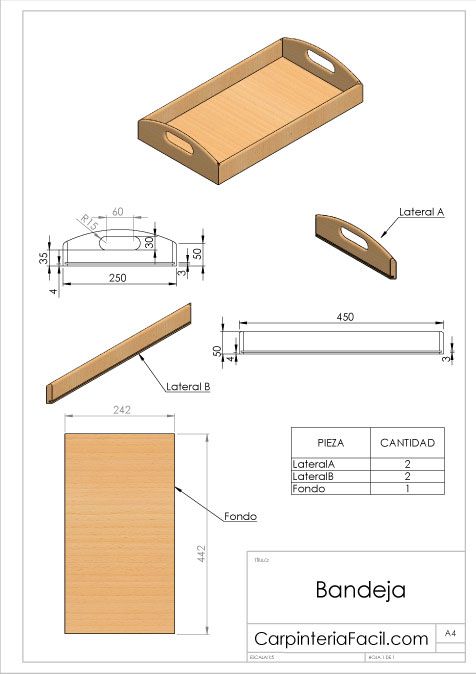 Lateral A
60
R15
30
50
35
3
4
250
450
50
4
3
Lateral B
242
442
Fondo
PIEZA CANTIDAD
LateralA 2
LateralB 2
Fondo 1
TÍTULO:
Bandeja
CarpinteriaFacil.com
A4
ESCALA:1:5
HOJA 1 DE 1